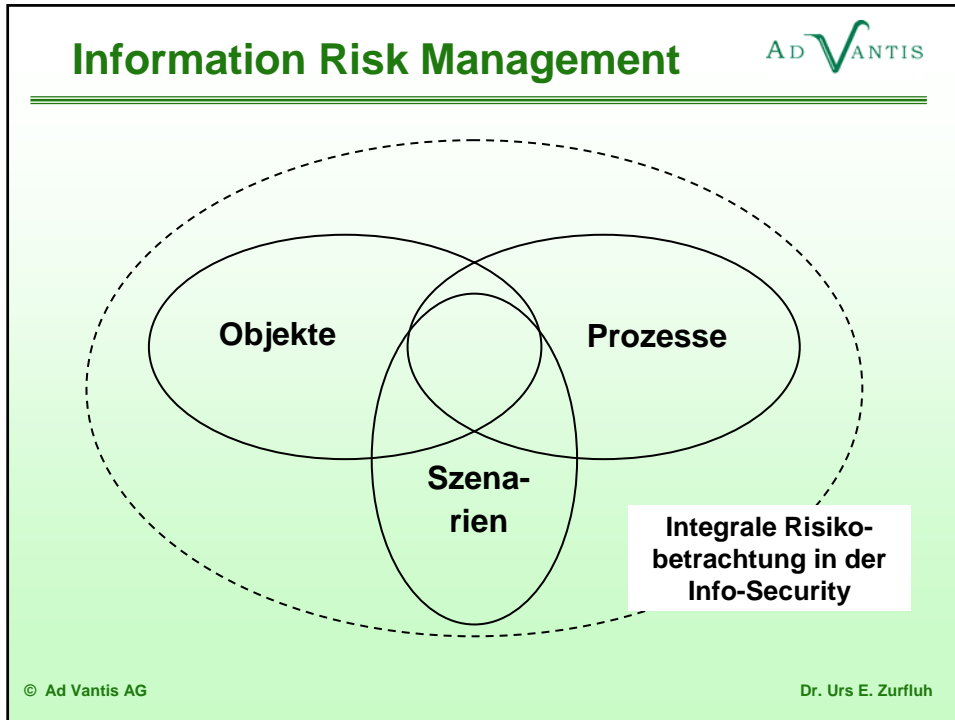 Information Risk Management
AD VANTIS
Objekte
Prozesse
Szena-
rien
Integrale Risiko-
betrachtung in der
Info-Security
© Ad Vantis AG
Dr. Urs E. Zurfluh